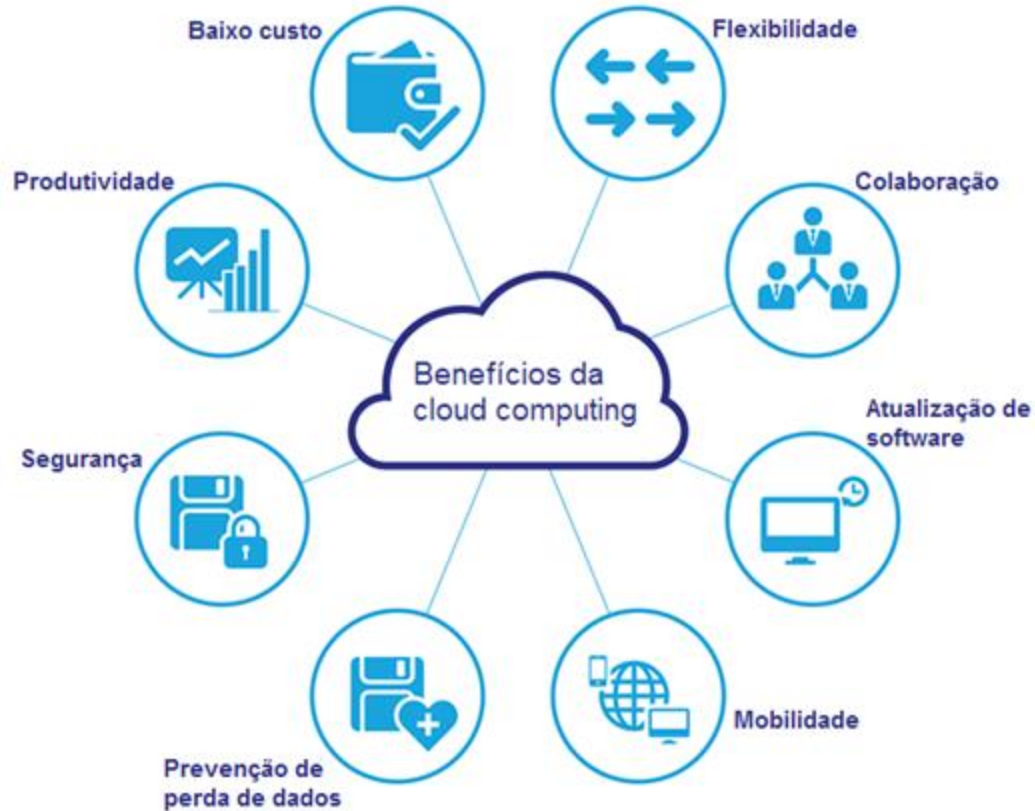 Baixo custo
Flexibilidade
Produtividade
Colaboração
Benefícios da
cloud computing
Atualização de
software
Segurança
Mobilidade
Prevenção de
perda de dados